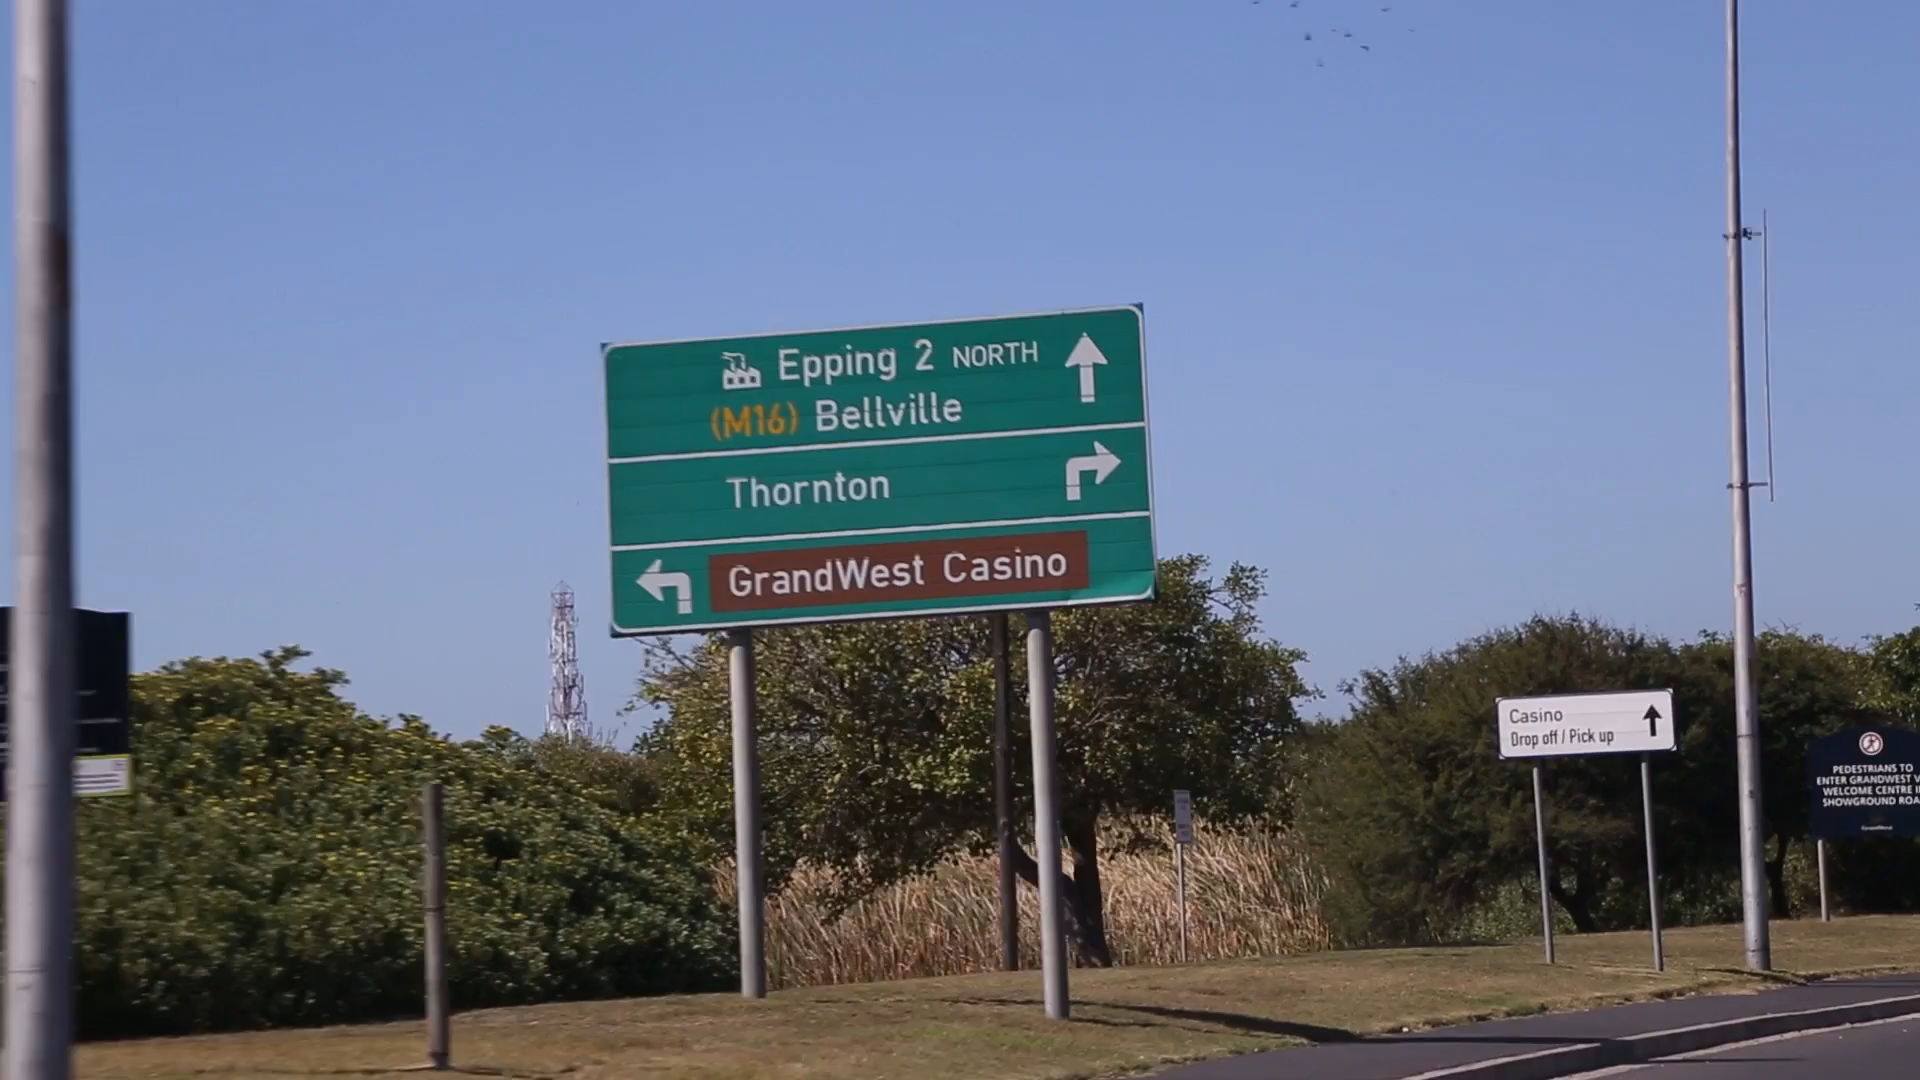 Epping 2 NORTH
(M16) Bellville
Thornton
GrandWest Casino
Casino
Drop off / Pick up
PEDESTRIANS TO
ENTER GRANDWEST
WELCOME CENTRE
SHOWGROUND
GrandWest